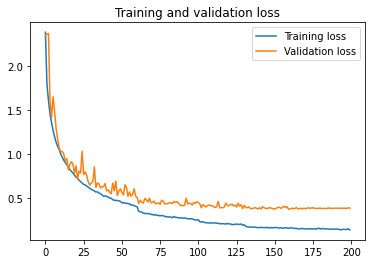 Training and validation loss
Training loss
Validation loss
2.0
1.5
1.0
0.5
0 25 50 75 100 125 150 175 200